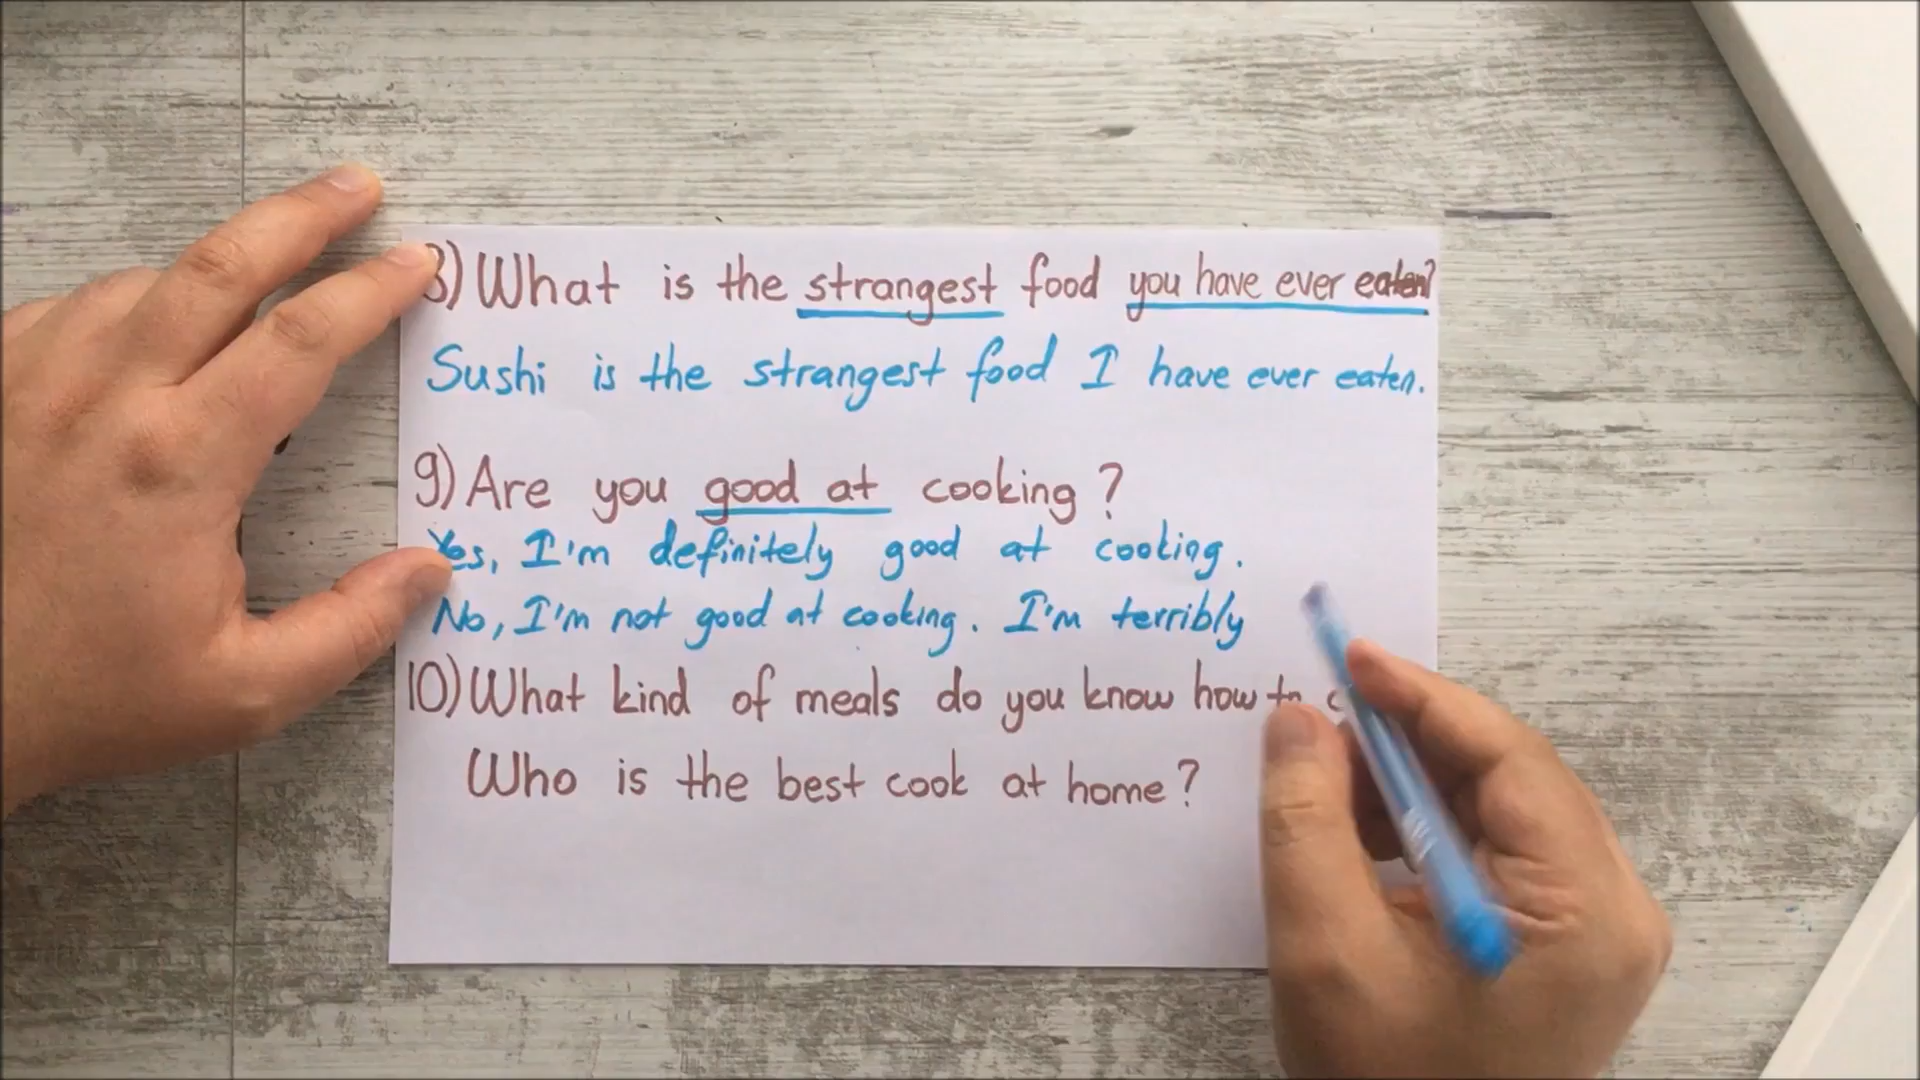 8) What is the strangest food you have ever eaten?
Sushi is the strangest food I have ever eaten.
9) Are you good at cooking?
Yes, I'm definitely good at cooking.
No, I'm not good at cooking. I'm terribly
10) What kind of meals do you know how to
Who is the best cook at home?